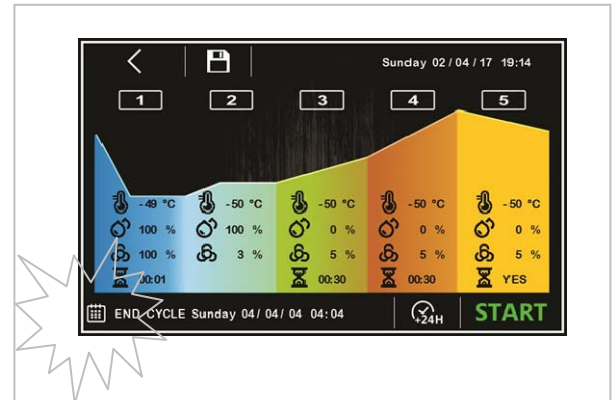 Sunday 02/04/17 19:14
1 2 3 4 5
-49 °C -50 °C -50 °C -50 °C -50 °C
100 % 100 % 0 % 0 % 0 %
100 % 3 % 5 % 5 % 5 %
00:01 00:30 00:30 YES
END CYCLE Sunday 04/04/04 04:04 +24H START